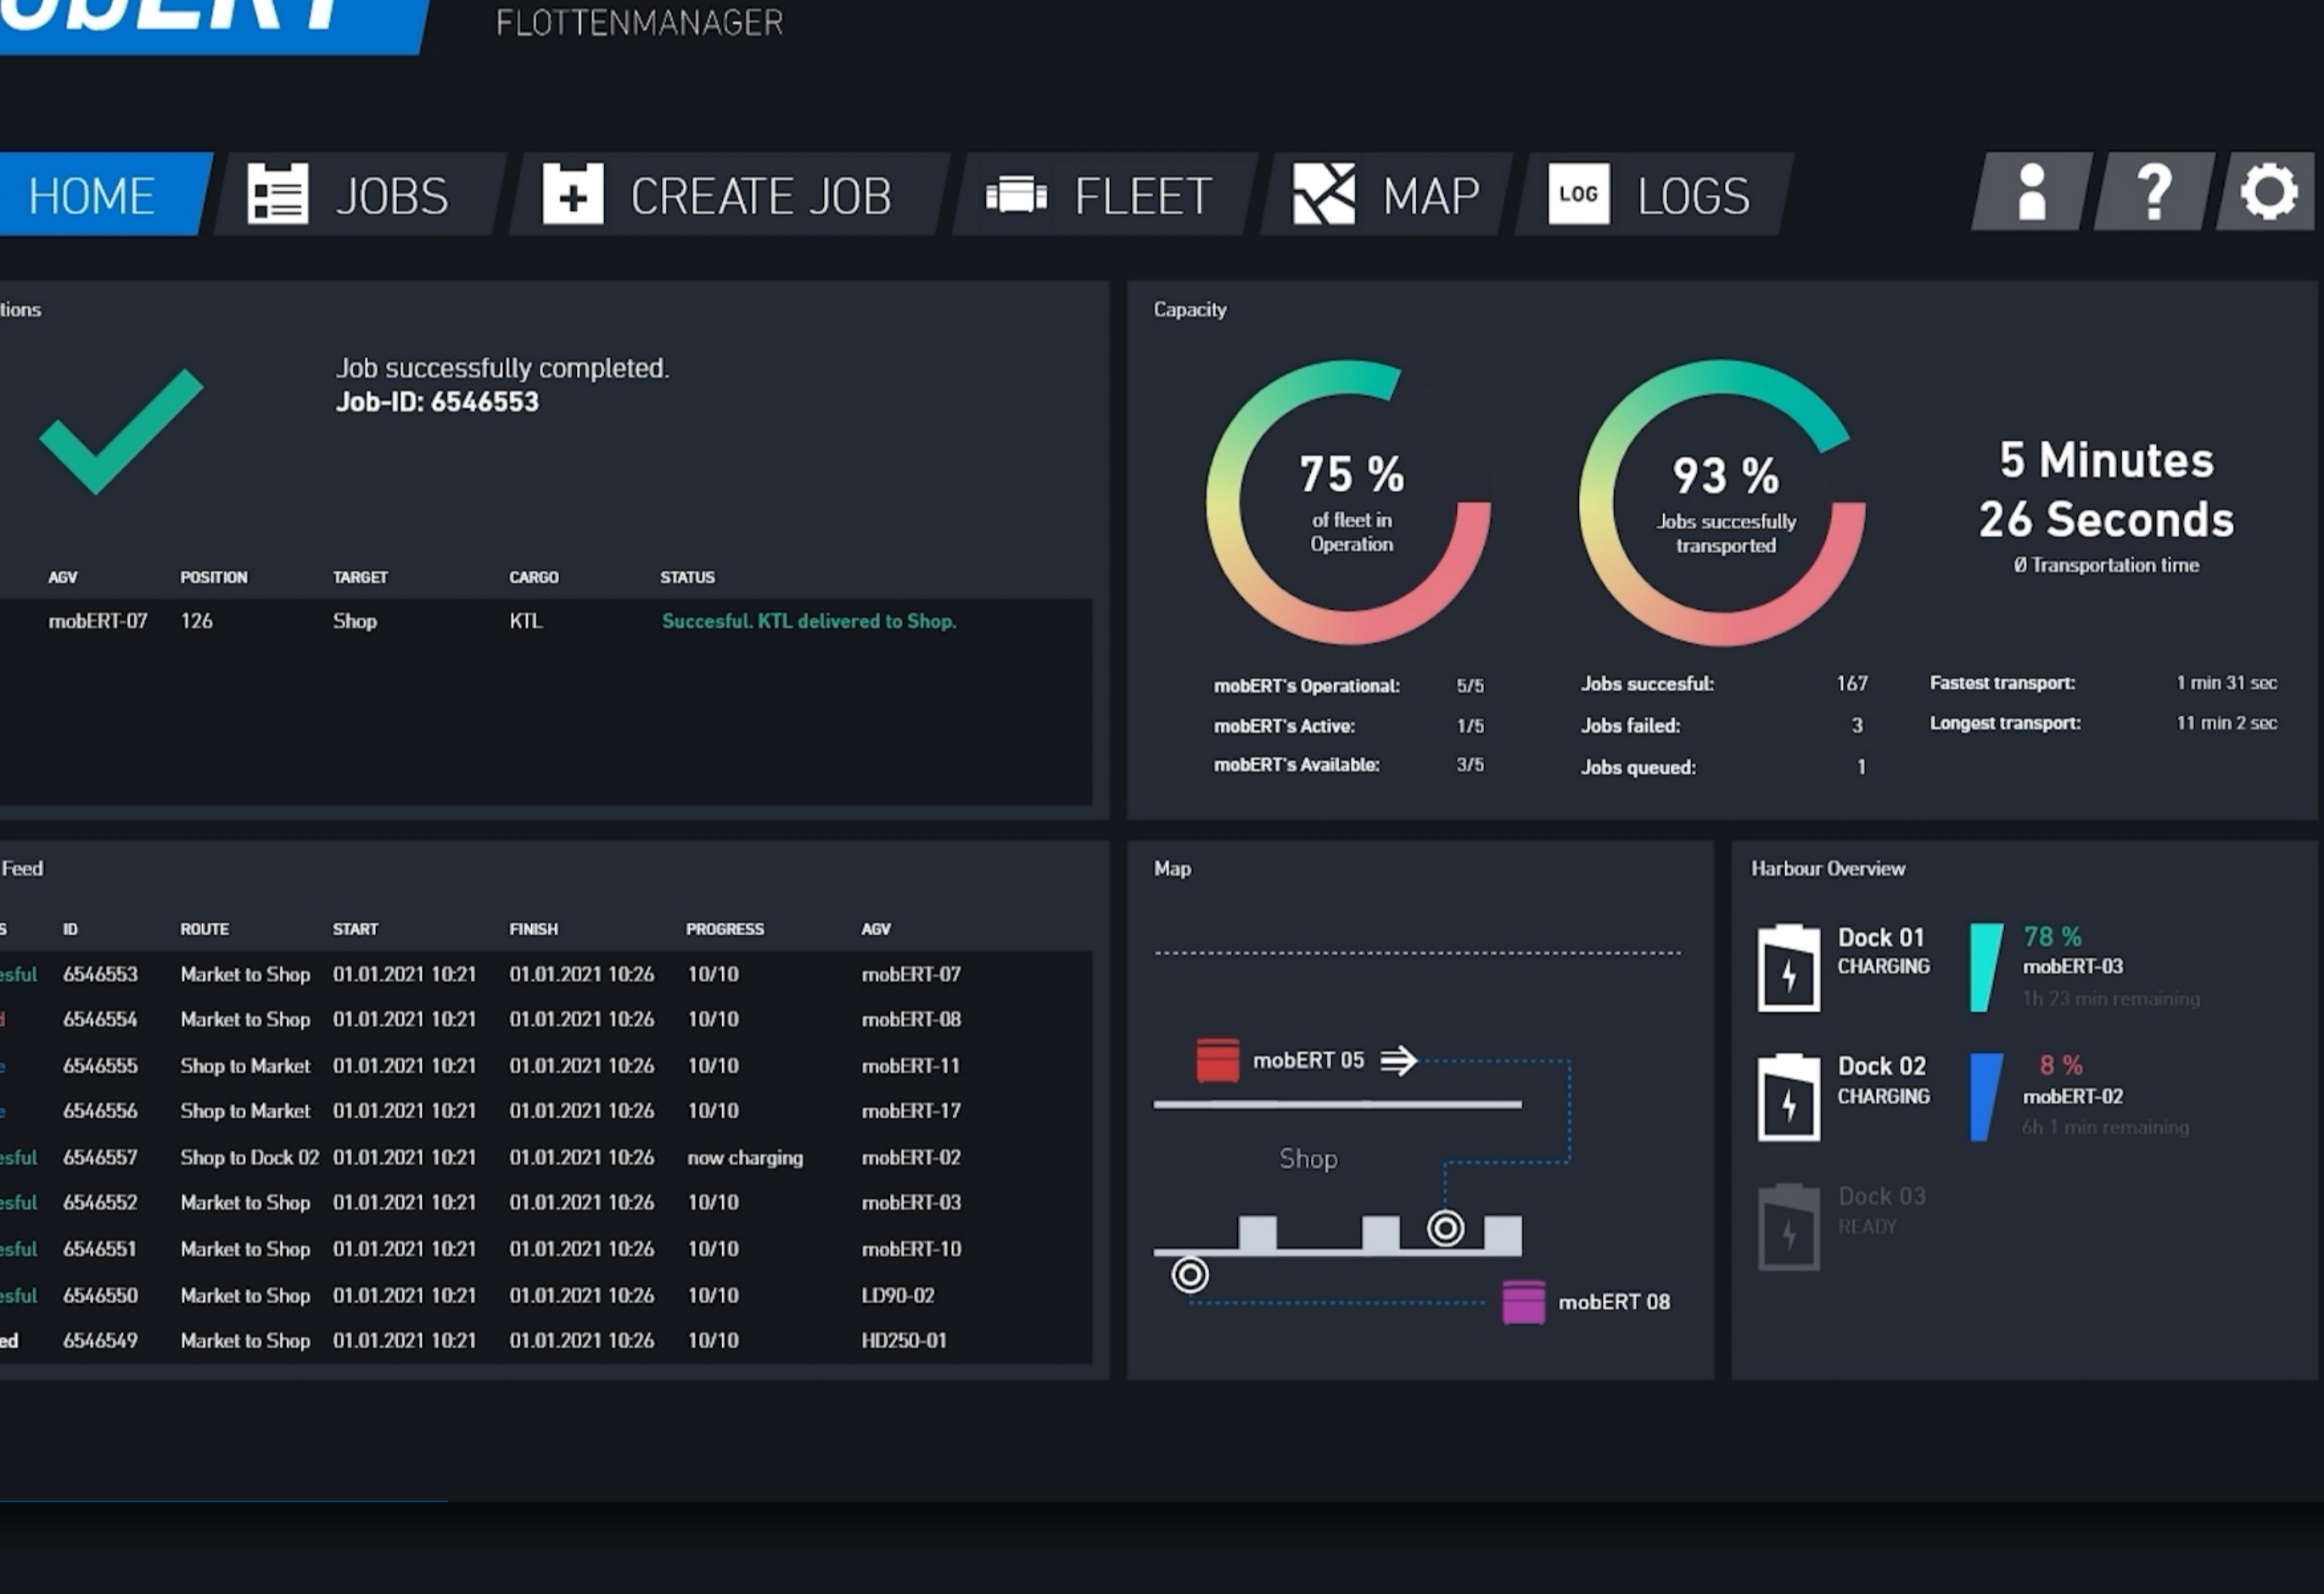 obERT
FLOTTENMANAGER
HOME
JOBS
CREATE JOB
FLEET
MAP
LOG
LOGS
?
tions
Job successfully completed.
Job-ID: 6546553
AGV POSITION TARGET CARGO STATUS
mobERT-07 126 Shop KTL Succesful. KTL delivered to Shop.
Capacity
75 %
of fleet in
Operation
93 %
Jobs succesfully
transported
5 Minutes
26 Seconds
Ø Transportation time
mobERT's Operational: 5/5
mobERT's Active: 1/5
mobERT's Available: 3/5
Jobs succesful: 167
Jobs failed: 3
Jobs queued: 1
Fastest transport: 1 min 31 sec
Longest transport: 11 min 2 sec
Feed
S ID ROUTE START FINISH PROGRESS AGV
esful 6546553 Market to Shop 01.01.2021 10:21 01.01.2021 10:26 10/10 mobERT-07
d 6546554 Market to Shop 01.01.2021 10:21 01.01.2021 10:26 10/10 mobERT-08
e 6546555 Shop to Market 01.01.2021 10:21 01.01.2021 10:26 10/10 mobERT-11
e 6546556 Shop to Market 01.01.2021 10:21 01.01.2021 10:26 10/10 mobERT-17
esful 6546557 Shop to Dock 02 01.01.2021 10:21 01.01.2021 10:26 now charging mobERT-02
esful 6546552 Market to Shop 01.01.2021 10:21 01.01.2021 10:26 10/10 mobERT-03
esful 6546551 Market to Shop 01.01.2021 10:21 01.01.2021 10:26 10/10 mobERT-10
esful 6546550 Market to Shop 01.01.2021 10:21 01.01.2021 10:26 10/10 LD90-02
ed 6546549 Market to Shop 01.01.2021 10:21 01.01.2021 10:26 10/10 HD250-01
Map
mobERT 05
Shop
mobERT 08
Harbour Overview
Dock 01
CHARGING
78 %
mobERT-03
1h 23 min remaining
Dock 02
CHARGING
8 %
mobERT-02
6h 1 min remaining
Dock 03
READY